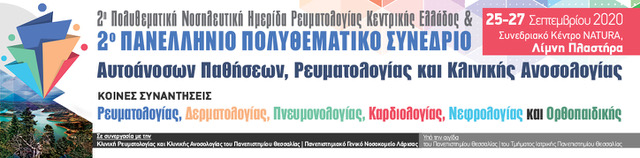 2η Πολυθεματική Νοσηλευτική Ημερίδα Ρευματολογίας Κεντρικής Ελλάδος &
2ο ΠΑΝΕΛΛΗΝΙΟ ΠΟΛΥΘΕΜΑΤΙΚΟ ΣΥΝΕΔΡΙΟ
25-27 Σεπτεμβρίου 2020
Συνεδριακό Κέντρο NATURA,
Λίμνη Πλαστήρα
Αυτοάνοσων Παθήσεων, Ρευματολογίας και Κλινικής Ανοσολογίας
ΚΟΙΝΕΣ ΣΥΝΑΝΤΗΣΕΙΣ
Ρευματολογίας, Δερματολογίας, Πνευμονολογίας, Καρδιολογίας, Νεφρολογίας και Ορθοπαιδικής
Σε συνεργασία με την
Κλινική Ρευματολογίας και Κλινικής Ανοσολογίας του Πανεπιστημίου Θεσσαλίας | Πανεπιστημιακό Γενικό Νοσοκομείο Λάρισας
Υπό την αιγίδα
του Πανεπιστημίου Θεσσαλίας | του Τμήματος Ιατρικής Πανεπιστημίου Θεσσαλίας